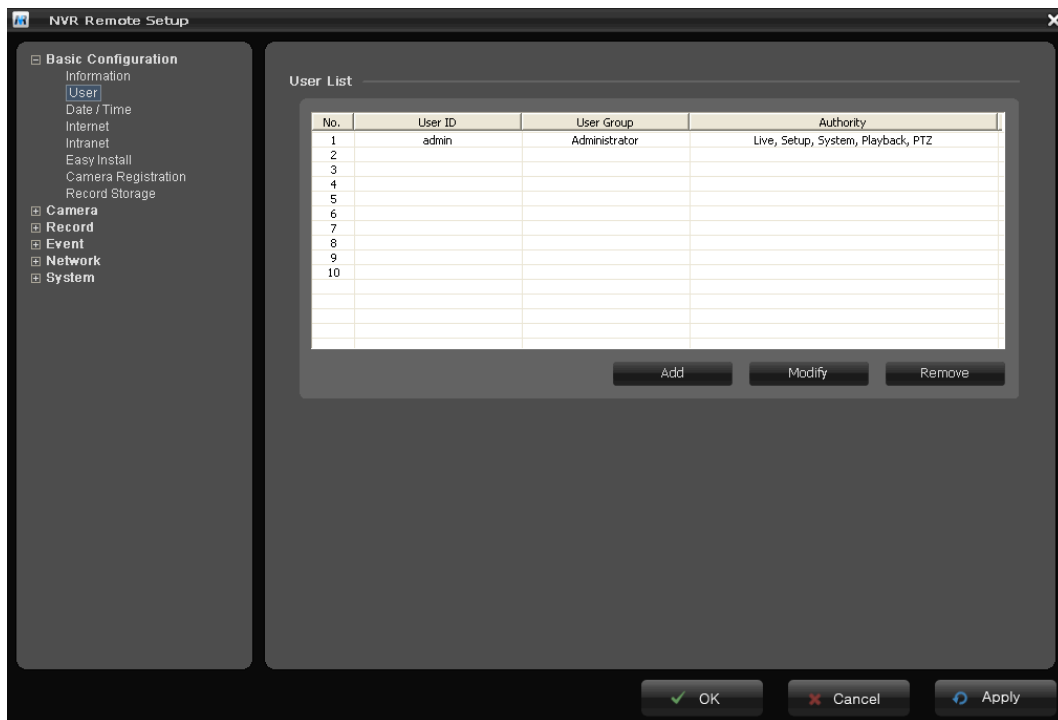 NVR Remote Setup
Basic Configuration
Information
User
Date / Time
Internet
Intranet
Easy Install
Camera Registration
Record Storage
Camera
Record
Event
Network
System
User List
No. User ID User Group Authority
1 admin Administrator Live, Setup, System, Playback, PTZ
2
3
4
5
6
7
8
9
10
Add Modify Remove
OK Cancel Apply